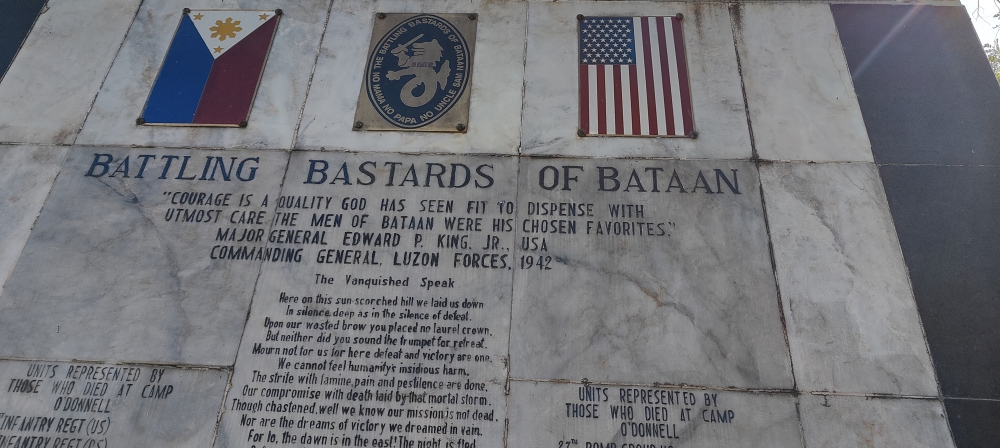 BATTLING BASTARDS OF BATAAN
NO MAMA NO PAPA NO UNCLE SAM
BATTLING BASTARDS OF BATAAN
"COURAGE IS A QUALITY GOD HAS SEEN FIT TO DISPENSE WITH
UTMOST CARE THE MEN OF BATAAN WERE HIS CHOSEN FAVORITES."
MAJOR GENERAL EDWARD P. KING, JR., USA
COMMANDING GENERAL, LUZON FORCES, 1942
The Vanquished Speak
Here on this sun-scorched hill we laid us down
In silence deep as in the silence of defeat.
Upon our wasted brow you placed no laurel crown,
But neither did you sound the trumpet for retreat.
Mourn not for us for here defeat and victory are one,
We cannot feel humanity's insidious harm,
The strife with famine, pain and pestilence are done,
Our compromise with death laid by that mortal storm.
Though chastened, well we know our mission is not dead,
Nor are the dreams of victory we dreamed in vain.
For lo, the dawn is in the east! The night is fled
UNITS REPRESENTED BY
THOSE WHO DIED AT CAMP
O'DONNELL
INFANTRY REGT (US)
INFANTRY REGT (PS)
UNITS REPRESENTED BY
THOSE WHO DIED AT CAMP
O'DONNELL
27TH BOMB GROUP